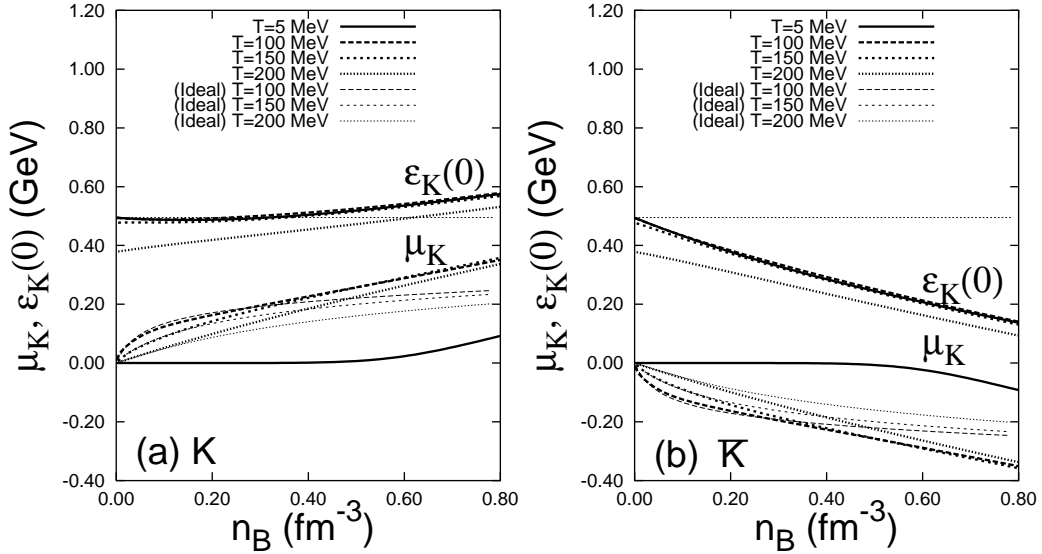 μK, εK(0) (GeV)
1.20
1.00
0.80
0.60
0.40
0.20
0.00
-0.20
-0.40
T=5 MeV
T=100 MeV
T=150 MeV
T=200 MeV
(Ideal) T=100 MeV
(Ideal) T=150 MeV
(Ideal) T=200 MeV
εK(0)
μK
(a) K
0.00 0.20 0.40 0.60 0.80
nB (fm-3)
μK, εK(0) (GeV)
1.20
1.00
0.80
0.60
0.40
0.20
0.00
-0.20
-0.40
T=5 MeV
T=100 MeV
T=150 MeV
T=200 MeV
(Ideal) T=100 MeV
(Ideal) T=150 MeV
(Ideal) T=200 MeV
εK(0)
μK
(b) K̅
0.00 0.20 0.40 0.60 0.80
nB (fm-3)